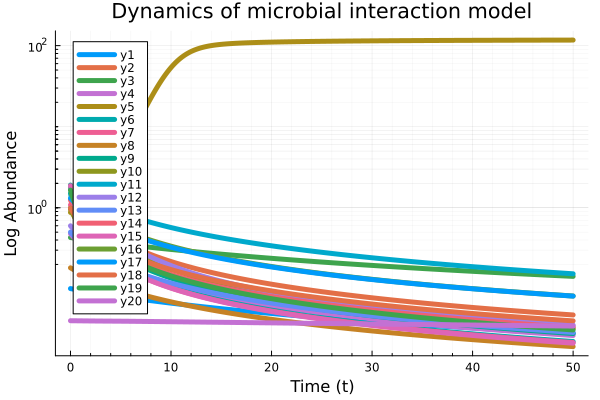 Dynamics of microbial interaction model
Log Abundance
10²
10⁰
y1
y2
y3
y4
y5
y6
y7
y8
y9
y10
y11
y12
y13
y14
y15
y16
y17
y18
y19
y20
0 10 20 30 40 50
Time (t)